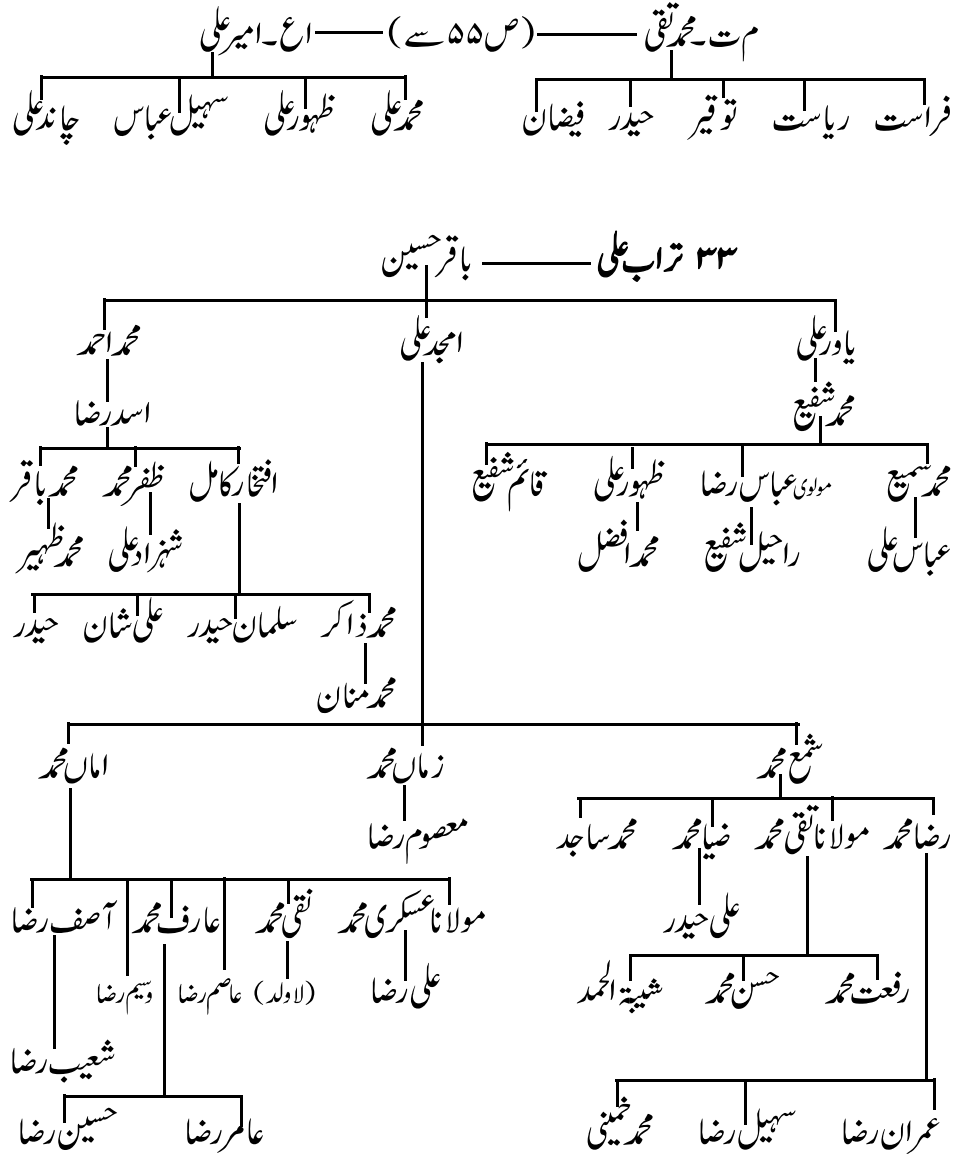 م ت۔محمد تقی (ص ۵۵ سے) ا ع۔امیر علی
فراست ریاست توقیر حیدر فیضان محمد علی ظہور علی سہیل عباس چاند علی
۳۳ تراب علی باقر حسین
یاور علی امجد علی محمد احمد
محمد شفیع اسد رضا
محمد سمیع مولوی عباس رضا ظہور علی قائم شفیع افتخار کامل ظفر محمد محمد باقر
عباس علی راحیل شفیع محمد افضل شہزاد علی محمد ظہیر
محمد ذاکر سلمان حیدر علی شان حیدر
محمد منان
شمع محمد زماں محمد اماں محمد
رضا محمد مولانا تقی محمد ضیا محمد محمد ساجد معصوم رضا
علی حیدر مولانا عسکری محمد نقی محمد عارف محمد آصف رضا
رفعت محمد حسن محمد شیبۃ الحمد علی رضا (لاولد) عاصم رضا وسیم رضا
شعیب رضا
عمران رضا سہیل رضا محمد خمینی عامر رضا حسین رضا